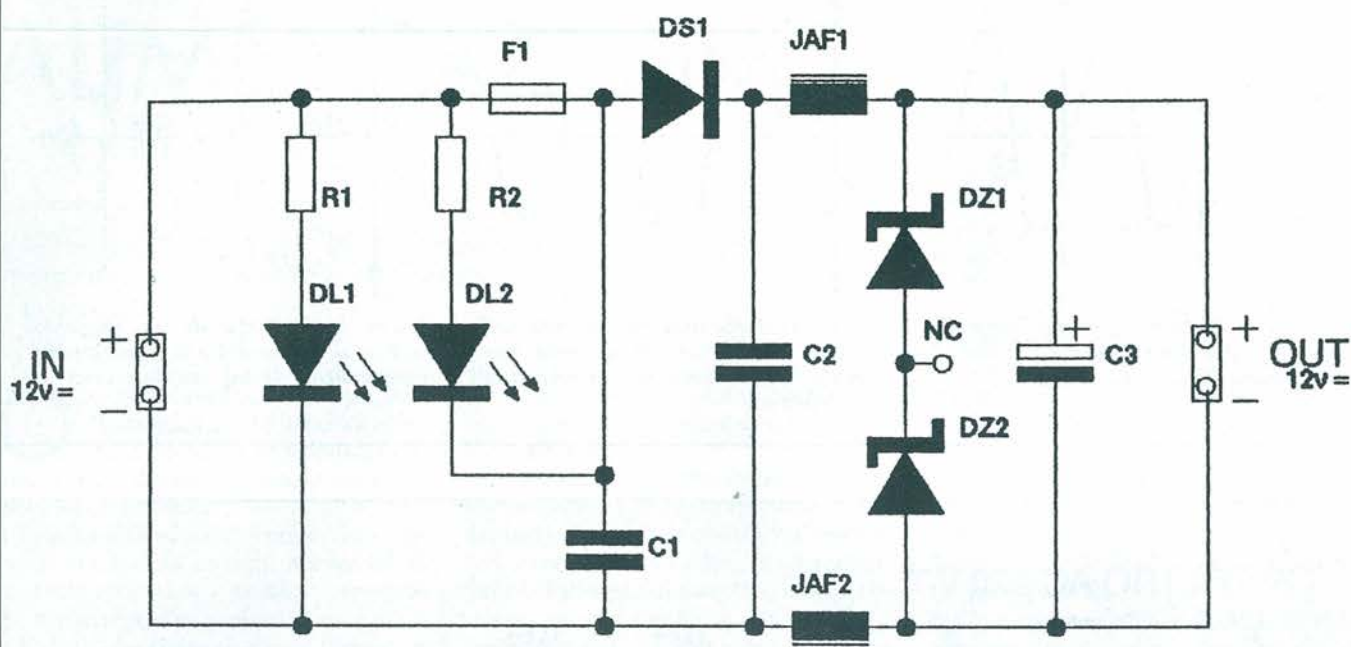 DS1
JAF1
F1
R1
R2
DZ1
DL1
DL2
NC
+
IN
12v=
−
C2
+
C3
+
OUT
12v=
−
DZ2
C1
JAF2